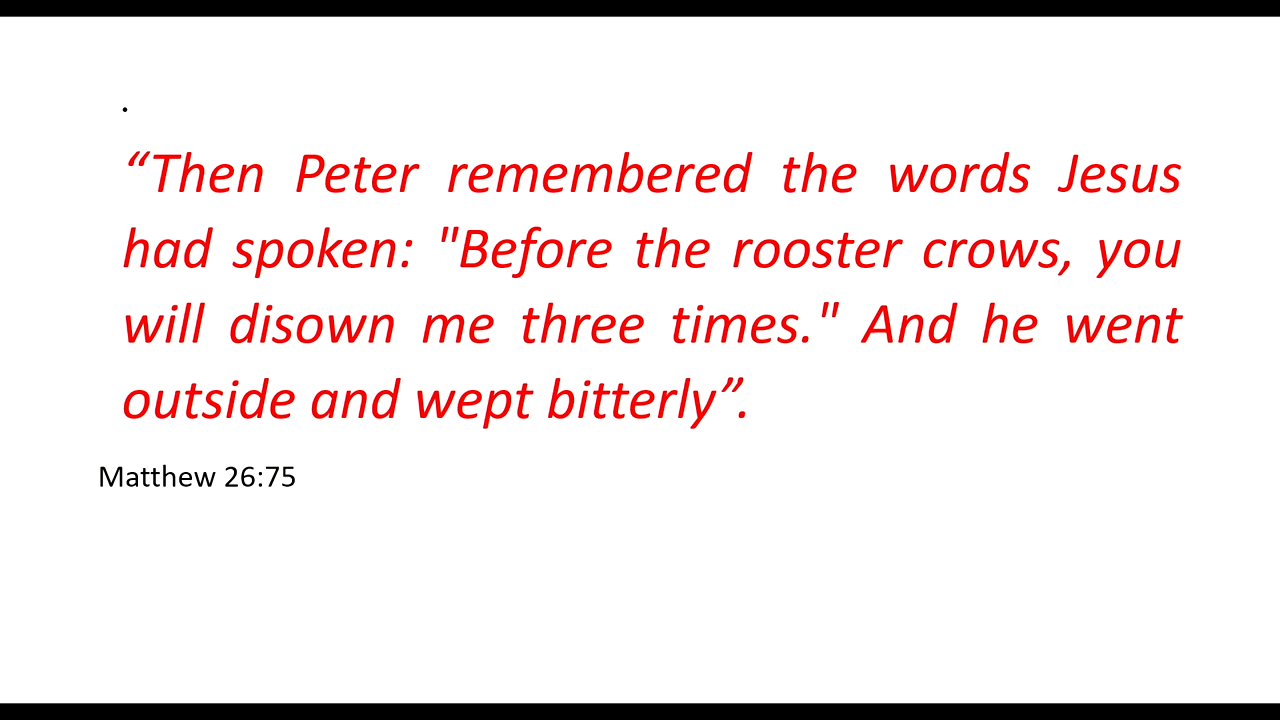 .
“Then Peter remembered the words Jesus
had spoken: "Before the rooster crows, you
will disown me three times." And he went
outside and wept bitterly”.
Matthew 26:75